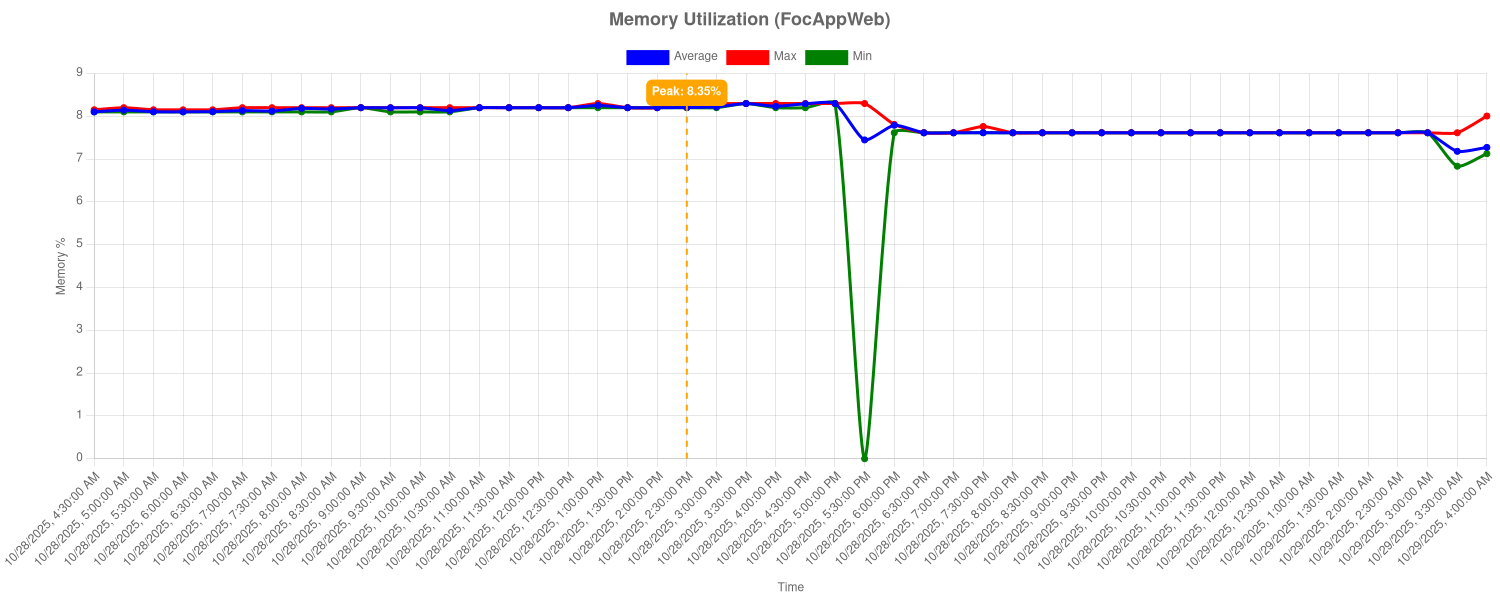 Memory Utilization (FocAppWeb)
Average Max Min
Peak: 8.35%
9
8
7
6
5
4
3
2
1
0
Memory %
10/28/2025, 4:30:00 AM
10/28/2025, 5:00:00 AM
10/28/2025, 5:30:00 AM
10/28/2025, 6:00:00 AM
10/28/2025, 6:30:00 AM
10/28/2025, 7:00:00 AM
10/28/2025, 7:30:00 AM
10/28/2025, 8:00:00 AM
10/28/2025, 8:30:00 AM
10/28/2025, 9:00:00 AM
10/28/2025, 9:30:00 AM
10/28/2025, 10:00:00 AM
10/28/2025, 10:30:00 AM
10/28/2025, 11:00:00 AM
10/28/2025, 11:30:00 AM
10/28/2025, 12:00:00 PM
10/28/2025, 12:30:00 PM
10/28/2025, 1:00:00 PM
10/28/2025, 1:30:00 PM
10/28/2025, 2:00:00 PM
10/28/2025, 2:30:00 PM
10/28/2025, 3:00:00 PM
10/28/2025, 3:30:00 PM
10/28/2025, 4:00:00 PM
10/28/2025, 4:30:00 PM
10/28/2025, 5:00:00 PM
10/28/2025, 5:30:00 PM
10/28/2025, 6:00:00 PM
10/28/2025, 6:30:00 PM
10/28/2025, 7:00:00 PM
10/28/2025, 7:30:00 PM
10/28/2025, 8:00:00 PM
10/28/2025, 8:30:00 PM
10/28/2025, 9:00:00 PM
10/28/2025, 9:30:00 PM
10/28/2025, 10:00:00 PM
10/28/2025, 10:30:00 PM
10/28/2025, 11:00:00 PM
10/28/2025, 11:30:00 PM
10/29/2025, 12:00:00 AM
10/29/2025, 12:30:00 AM
10/29/2025, 1:00:00 AM
10/29/2025, 1:30:00 AM
10/29/2025, 2:00:00 AM
10/29/2025, 2:30:00 AM
10/29/2025, 3:00:00 AM
10/29/2025, 3:30:00 AM
10/29/2025, 4:00:00 AM
Time